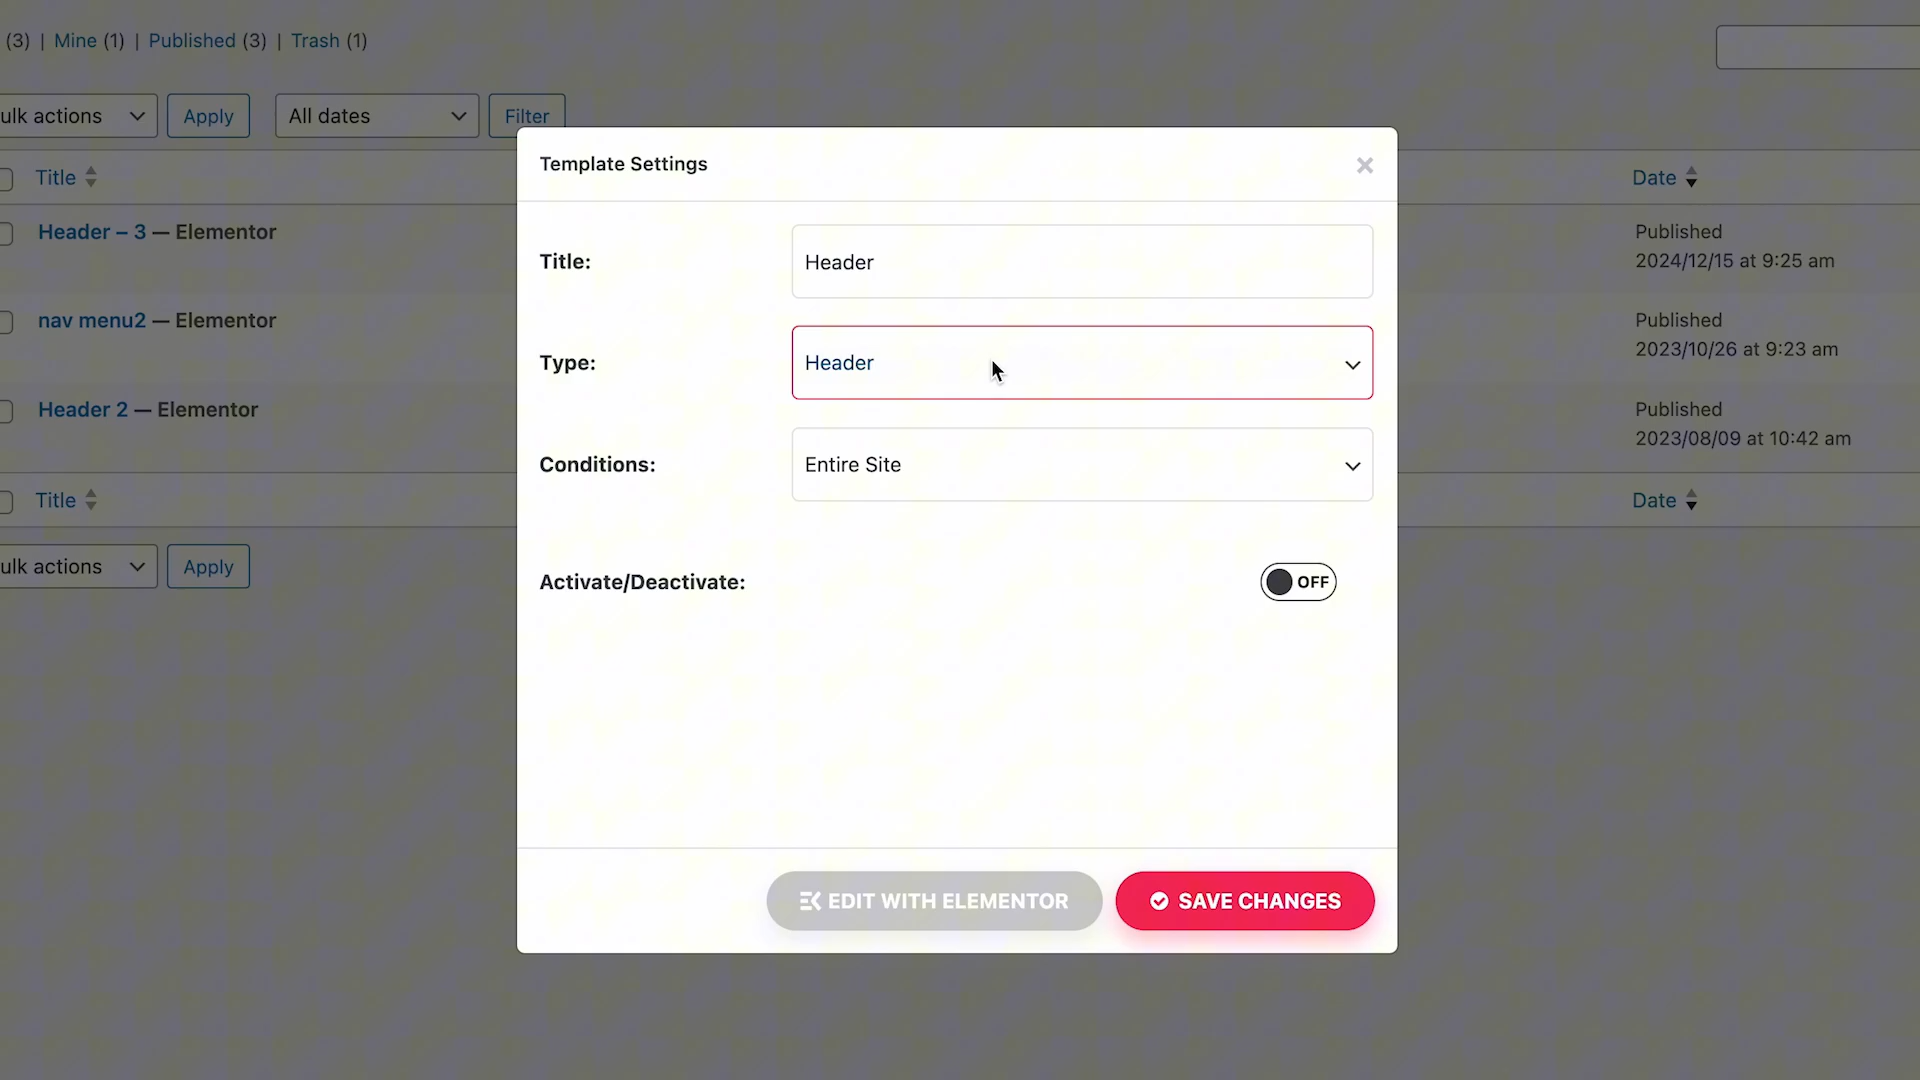 (3) | Mine (1) | Published (3) | Trash (1)
ulk actions Apply All dates Filter
Title Date
Header – 3 — Elementor
Published
2024/12/15 at 9:25 am
nav menu2 — Elementor
Published
2023/10/26 at 9:23 am
Header 2 — Elementor
Published
2023/08/09 at 10:42 am
Title Date
ulk actions Apply
Template Settings
Title: Header
Type: Header
Conditions: Entire Site
Activate/Deactivate: OFF
EDIT WITH ELEMENTOR SAVE CHANGES